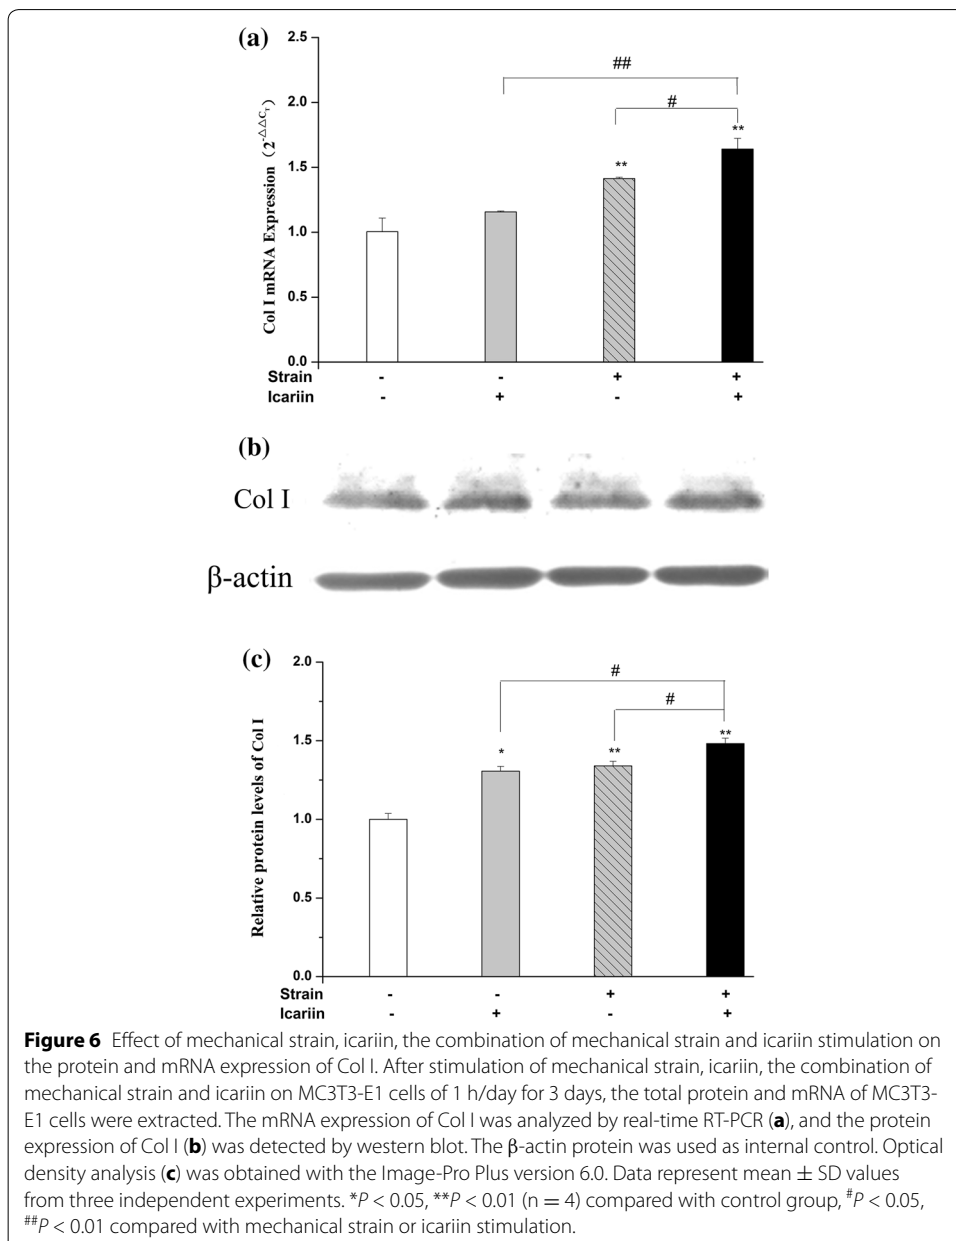 (a)
2.5
##
2.0
#
**
**
1.5
1.0
0.5
0.0
Col I mRNA Expression (2^-△△C_T)
Strain - - + +
Icariin - + - +
(b)
Col I
β-actin
(c)
2.0
#
#
**
**
*
1.5
1.0
0.5
0.0
Relative protein levels of Col I
Strain - - + +
Icariin - + - +
Figure 6 Effect of mechanical strain, icariin, the combination of mechanical strain and icariin stimulation on
the protein and mRNA expression of Col I. After stimulation of mechanical strain, icariin, the combination of
mechanical strain and icariin on MC3T3-E1 cells of 1 h/day for 3 days, the total protein and mRNA of MC3T3-
E1 cells were extracted. The mRNA expression of Col I was analyzed by real-time RT-PCR (a), and the protein
expression of Col I (b) was detected by western blot. The β-actin protein was used as internal control. Optical
density analysis (c) was obtained with the Image-Pro Plus version 6.0. Data represent mean ± SD values
from three independent experiments. *P < 0.05, **P < 0.01 (n = 4) compared with control group, #P < 0.05,
##P < 0.01 compared with mechanical strain or icariin stimulation.